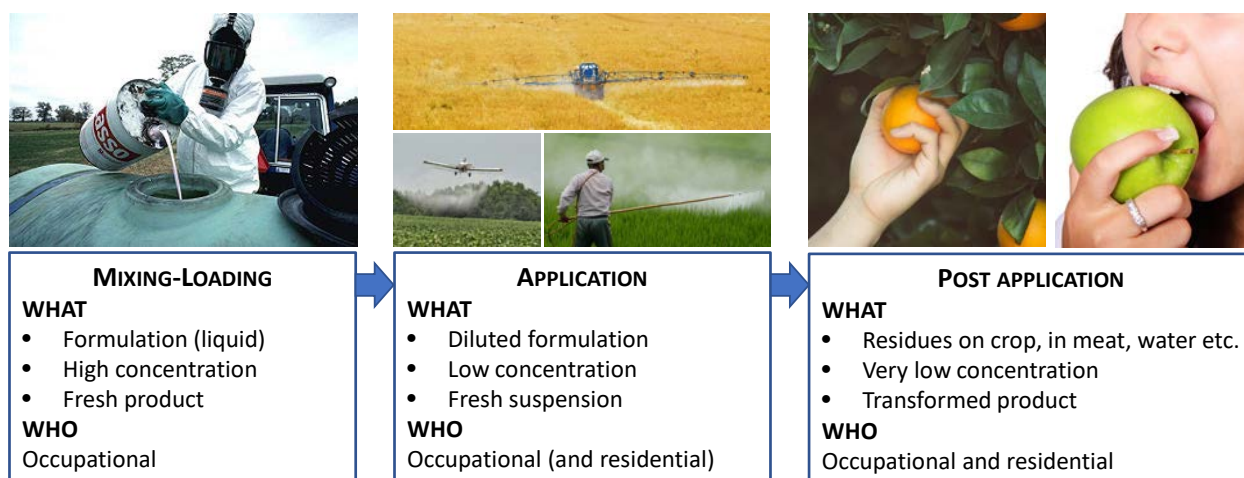 asso
MIXING-LOADING
WHAT
• Formulation (liquid)
• High concentration
• Fresh product
WHO
Occupational
APPLICATION
WHAT
• Diluted formulation
• Low concentration
• Fresh suspension
WHO
Occupational (and residential)
POST APPLICATION
WHAT
• Residues on crop, in meat, water etc.
• Very low concentration
• Transformed product
WHO
Occupational and residential